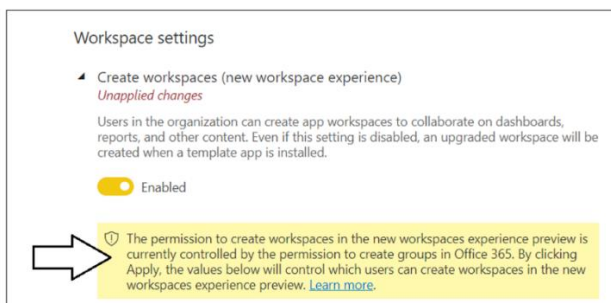 Workspace settings
Create workspaces (new workspace experience)
Unapplied changes
Users in the organization can create app workspaces to collaborate on dashboards,
reports, and other content. Even if this setting is disabled, an upgraded workspace will be
created when a template app is installed.
Enabled
The permission to create workspaces in the new workspaces experience preview is
currently controlled by the permission to create groups in Office 365. By clicking
Apply, the values below will control which users can create workspaces in the new
workspaces experience preview. Learn more.